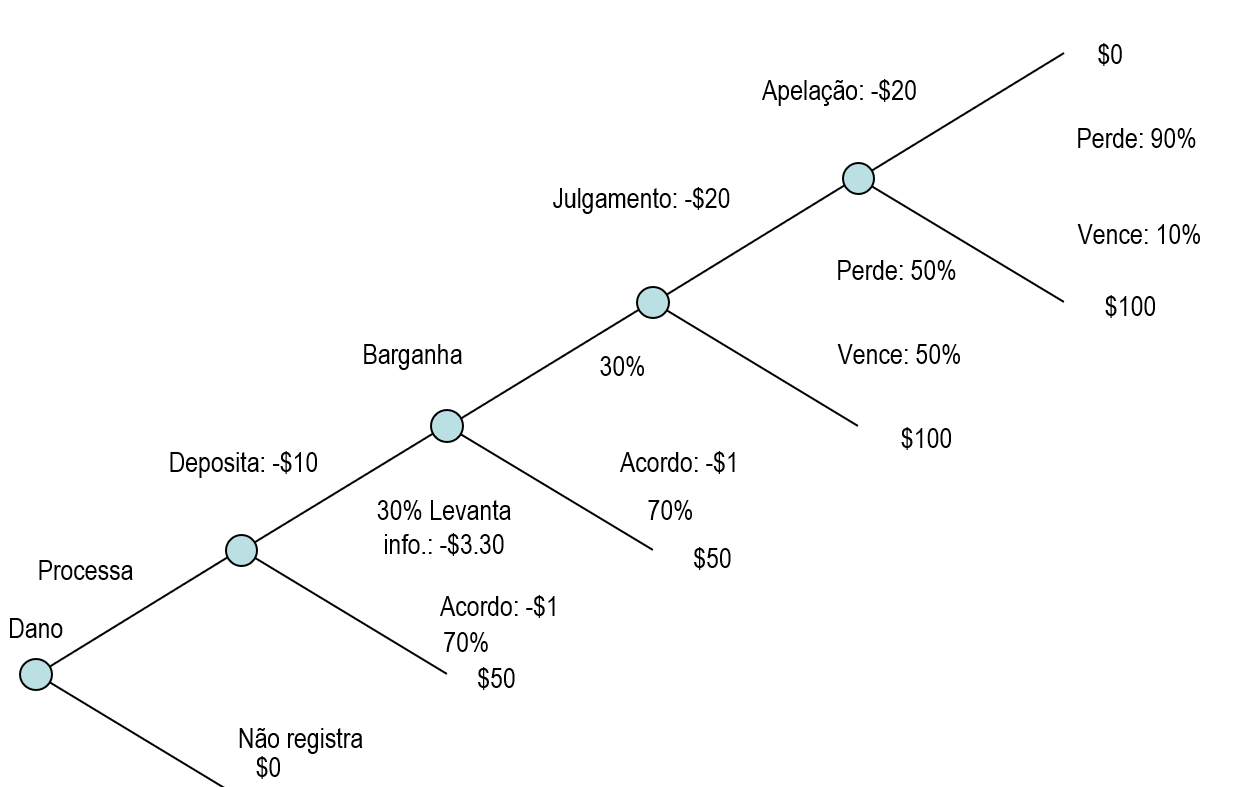 $0
Apelação: -$20
Perde: 90%
Julgamento: -$20
Vence: 10%
Perde: 50%
$100
Barganha
Vence: 50%
30%
$100
Deposita: -$10
Acordo: -$1
30% Levanta
70%
info.: -$3.30
$50
Processa
Acordo: -$1
Dano
70%
$50
Não registra
$0